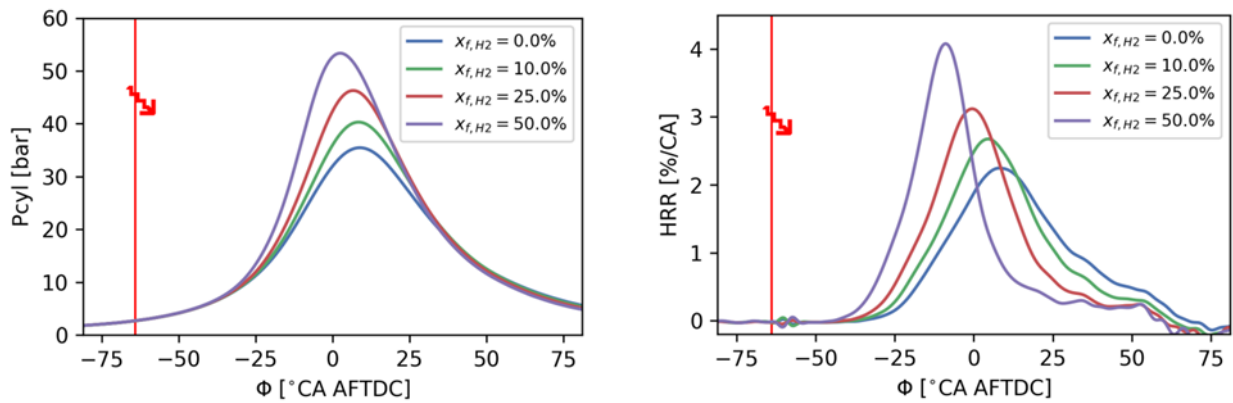 60
50
40
30
20
10
0
Pcyl [bar]
−75 −50 −25 0 25 50 75
Φ [°CA AFTDC]
x_{f,H2} = 0.0%
x_{f,H2} = 10.0%
x_{f,H2} = 25.0%
x_{f,H2} = 50.0%
4
3
2
1
0
HRR [%/CA]
−75 −50 −25 0 25 50 75
Φ [°CA AFTDC]
x_{f,H2} = 0.0%
x_{f,H2} = 10.0%
x_{f,H2} = 25.0%
x_{f,H2} = 50.0%